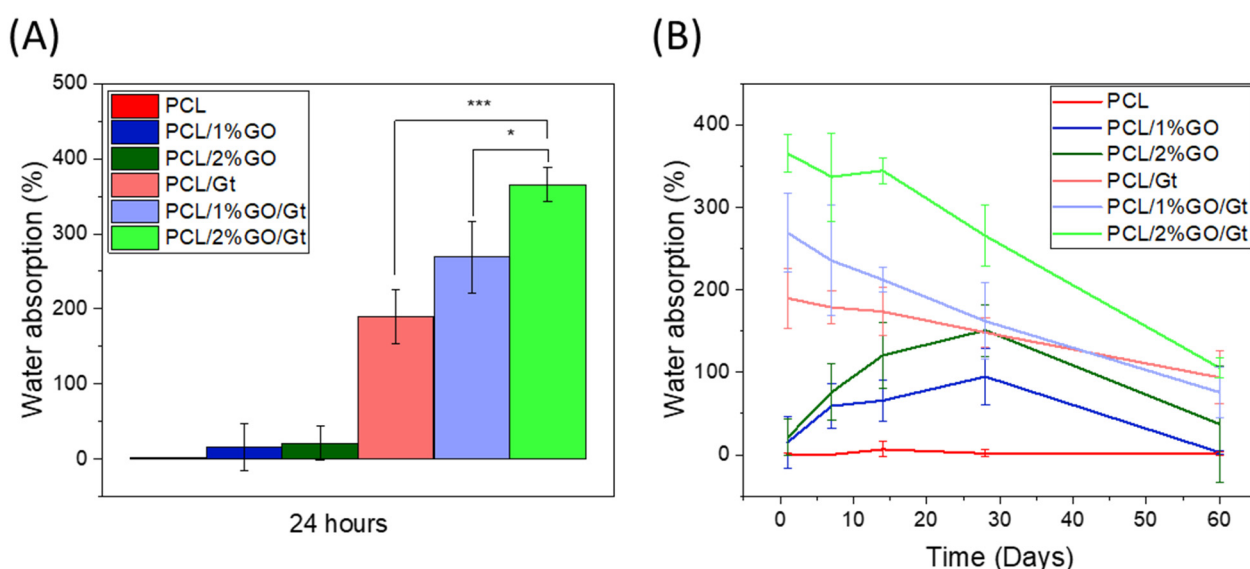 (A)
Water absorption (%)
500
400
300
200
100
0
PCL
PCL/1%GO
PCL/2%GO
PCL/Gt
PCL/1%GO/Gt
PCL/2%GO/Gt
***
*
24 hours
(B)
Water absorption (%)
400
300
200
100
0
PCL
PCL/1%GO
PCL/2%GO
PCL/Gt
PCL/1%GO/Gt
PCL/2%GO/Gt
0 10 20 30 40 50 60
Time (Days)